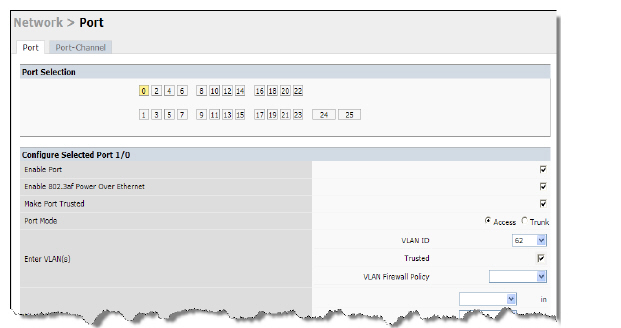 Network > Port
Port Port-Channel
Port Selection
0 2 4 6 8 10 12 14 16 18 20 22
1 3 5 7 9 11 13 15 17 19 21 23 24 25
Configure Selected Port 1/0
Enable Port
Enable 802.3af Power Over Ethernet
Make Port Trusted
Port Mode Access Trunk
VLAN ID 62
Enter VLAN(s) Trusted
VLAN Firewall Policy
in